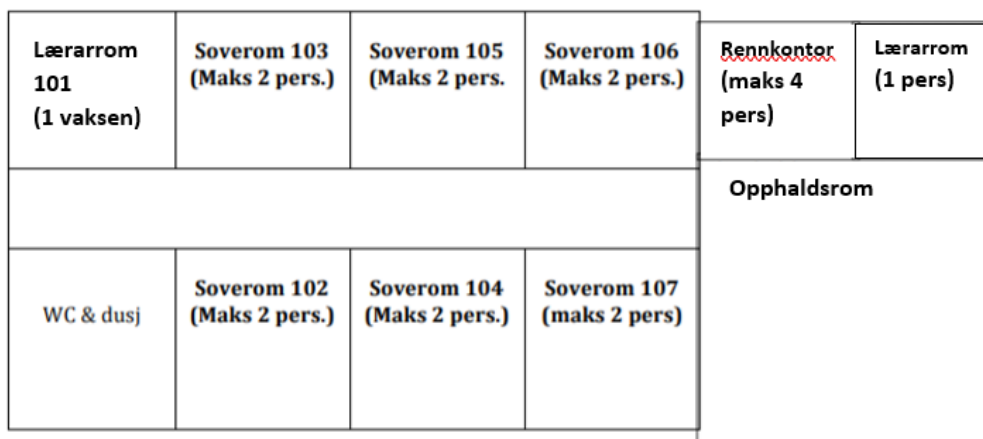 Lærarrom
101
(1 vaksen)
Soverom 103
(Maks 2 pers.)
Soverom 105
(Maks 2 pers.
Soverom 106
(Maks 2 pers.)
Rennkontor
(maks 4
pers)
Lærarrom
(1 pers)
Opphaldsrom
WC & dusj
Soverom 102
(Maks 2 pers.)
Soverom 104
(Maks 2 pers.)
Soverom 107
(maks 2 pers)